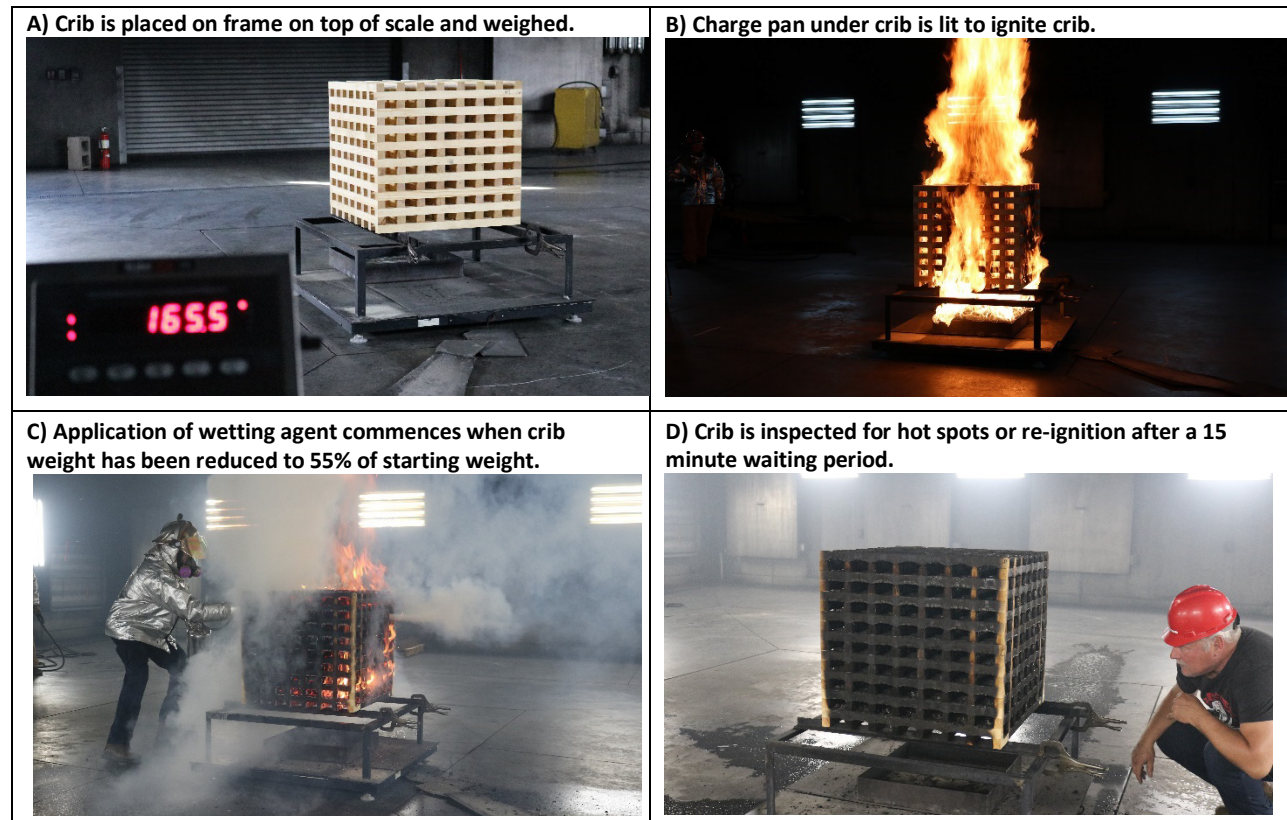 A) Crib is placed on frame on top of scale and weighed.
B) Charge pan under crib is lit to ignite crib.
165.5
C) Application of wetting agent commences when crib
weight has been reduced to 55% of starting weight.
D) Crib is inspected for hot spots or re-ignition after a 15
minute waiting period.